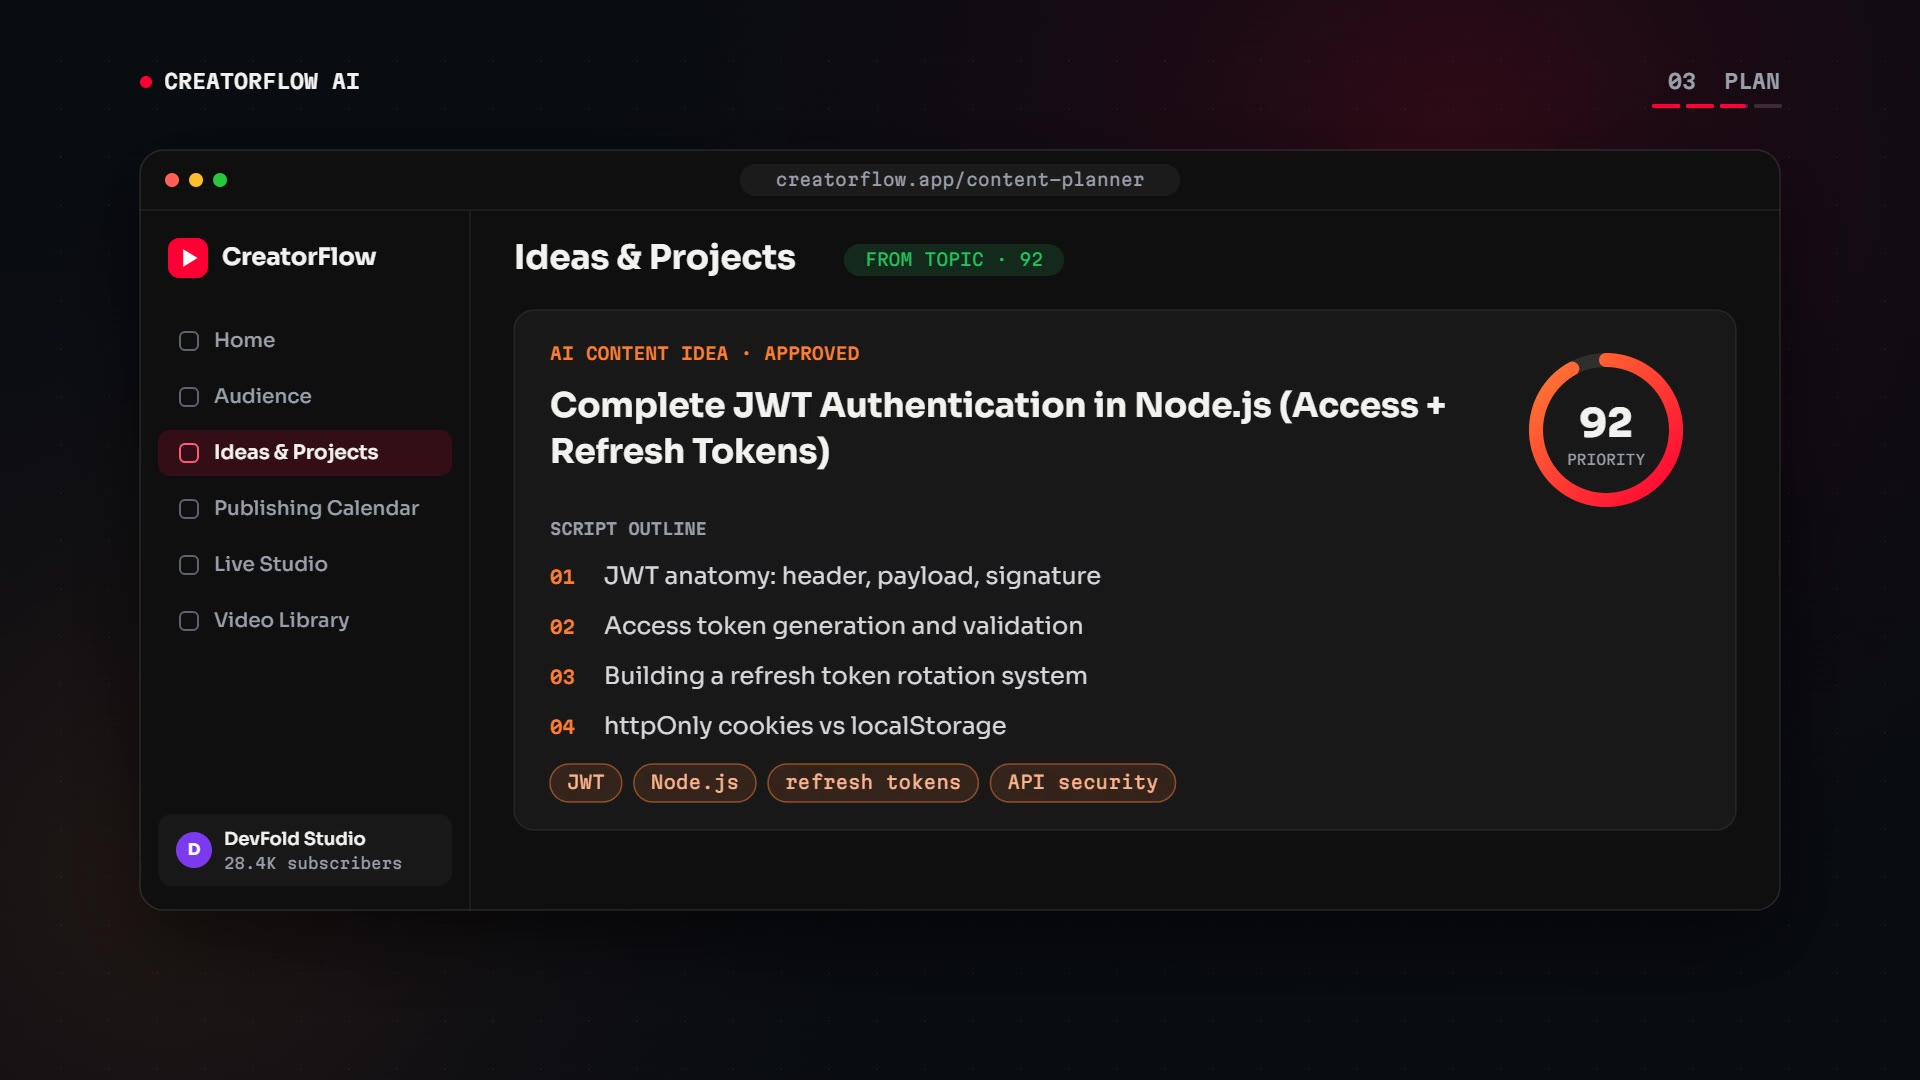 CREATORFLOW AI
03 PLAN
creatorflow.app/content-planner
CreatorFlow
Home
Audience
Ideas & Projects
Publishing Calendar
Live Studio
Video Library
D
DevFold Studio
28.4K subscribers
Ideas & Projects
FROM TOPIC · 92
AI CONTENT IDEA · APPROVED
Complete JWT Authentication in Node.js (Access +
Refresh Tokens)
92
PRIORITY
SCRIPT OUTLINE
01 JWT anatomy: header, payload, signature
02 Access token generation and validation
03 Building a refresh token rotation system
04 httpOnly cookies vs localStorage
JWT Node.js refresh tokens API security